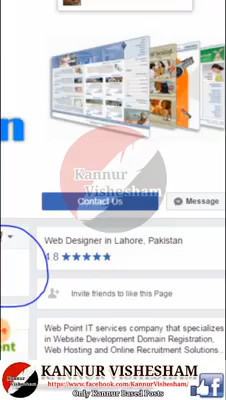 n
Kannur
Vishesham
Contact Us
Message
Web Designer in Lahore, Pakistan
4.8 ★★★★★
Invite friends to like this Page
ent
Web Point IT services company that specializes
in Website Development Domain Registration,
Web Hosting and Online Recruitment Solutions...
KANNUR VISHESHAM
https://www.facebook.com/KannurVishesham/
Only Kannur Based Posts
f